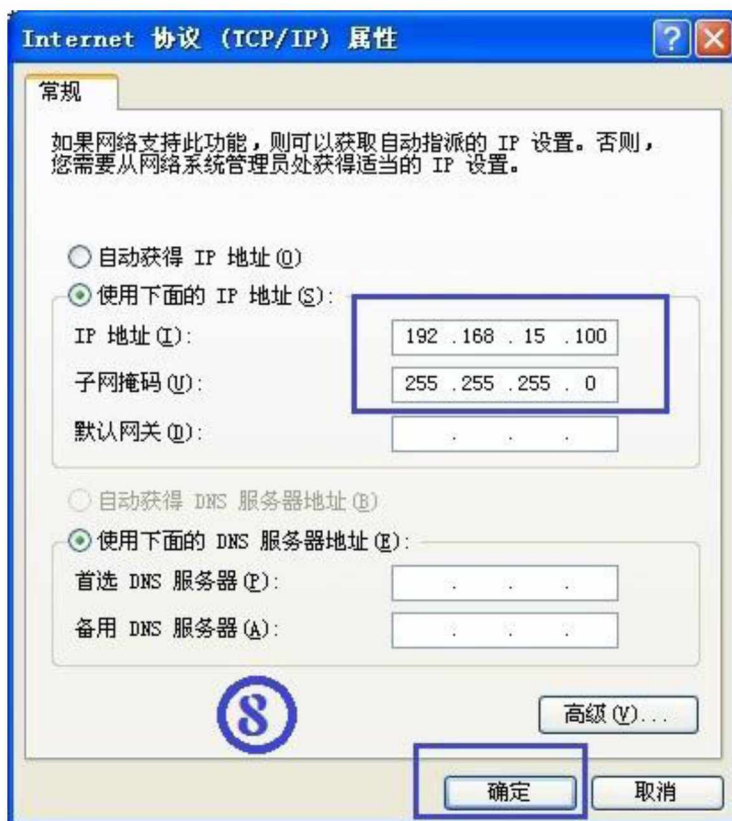 Internet 协议 (TCP/IP) 属性
常规
如果网络支持此功能，则可以获取自动指派的 IP 设置。否则，
您需要从网络系统管理员处获得适当的 IP 设置。
自动获得 IP 地址(O)
使用下面的 IP 地址(S):
IP 地址(I): 192 .168 .15 .100
子网掩码(U): 255 .255 .255 .0
默认网关(D): . . .
自动获得 DNS 服务器地址(B)
使用下面的 DNS 服务器地址(E):
首选 DNS 服务器(P): . . .
备用 DNS 服务器(A): . . .
8
高级(V)...
确定 取消